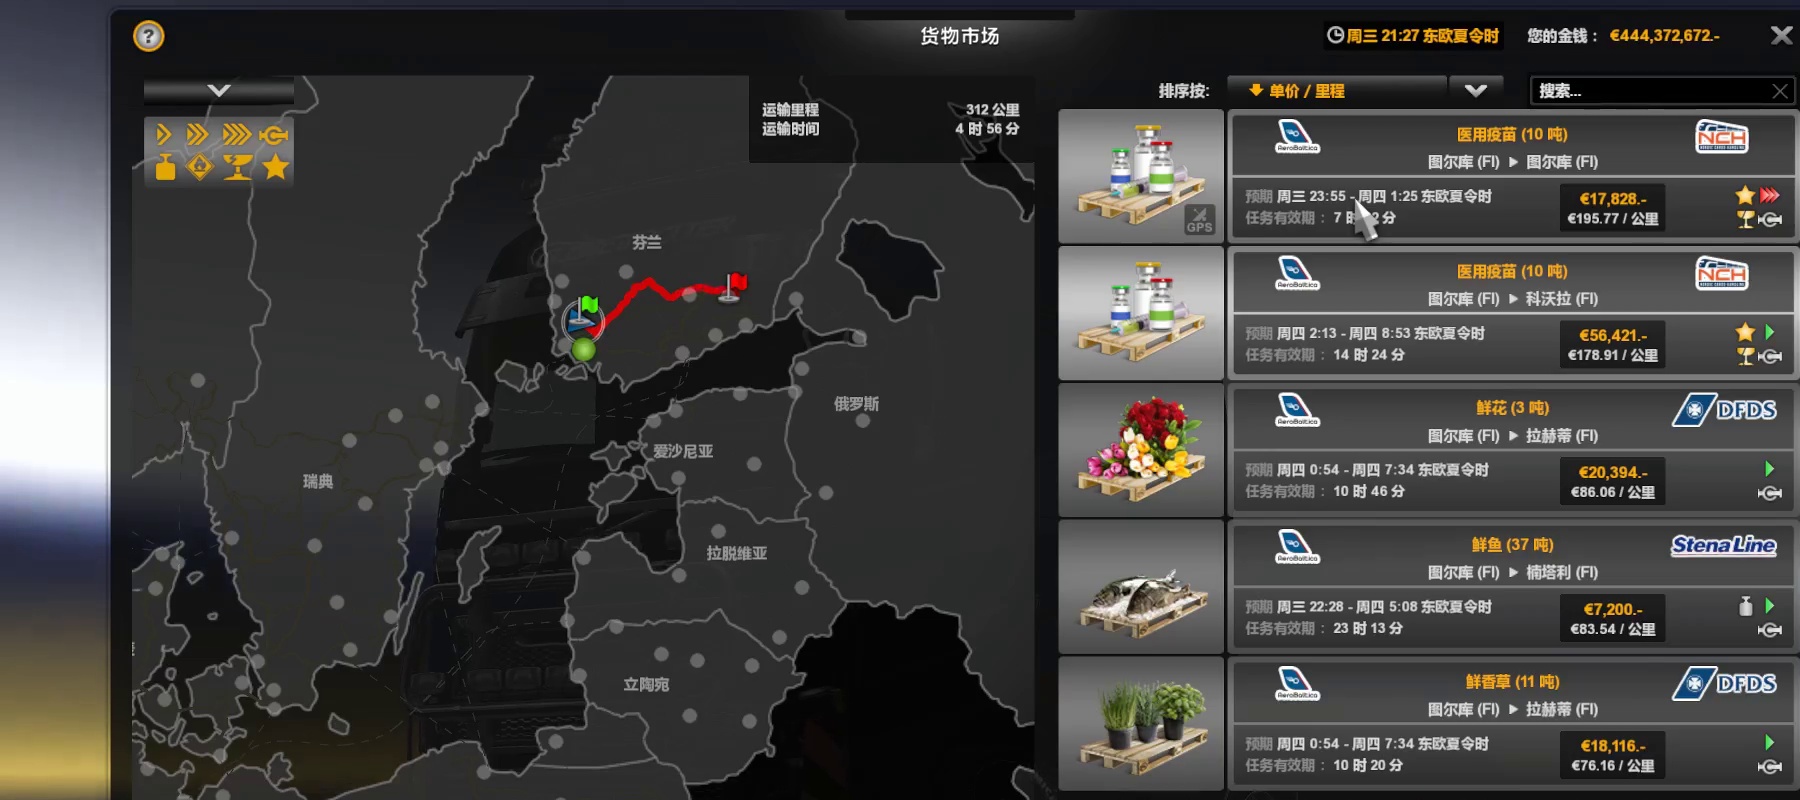 ?
货物市场
周三 21:27 东欧夏令时
您的金钱： €444,372,672.-
运输里程 312 公里
运输时间 4 时 56 分
芬兰
俄罗斯
爱沙尼亚
瑞典
拉脱维亚
立陶宛
排序按:
单价 / 里程
搜索...
AeroBaltica
医用疫苗 (10 吨)
NCH
图尔库 (FI) ▶ 图尔库 (FI)
GPS
预期 周三 23:55 - 周四 1:25 东欧夏令时
任务有效期： 7 时 2分
€17,828.-
€195.77 / 公里
AeroBaltica
医用疫苗 (10 吨)
NCH
图尔库 (FI) ▶ 科沃拉 (FI)
预期 周四 2:13 - 周四 8:53 东欧夏令时
任务有效期： 14 时 24 分
€56,421.-
€178.91 / 公里
AeroBaltica
鲜花 (3 吨)
DFDS
图尔库 (FI) ▶ 拉赫蒂 (FI)
预期 周四 0:54 - 周四 7:34 东欧夏令时
任务有效期： 10 时 46 分
€20,394.-
€86.06 / 公里
AeroBaltica
鲜鱼 (37 吨)
StenaLine
图尔库 (FI) ▶ 楠塔利 (FI)
预期 周三 22:28 - 周四 5:08 东欧夏令时
任务有效期： 23 时 13 分
€7,200.-
€83.54 / 公里
AeroBaltica
鲜香草 (11 吨)
DFDS
图尔库 (FI) ▶ 拉赫蒂 (FI)
预期 周四 0:54 - 周四 7:34 东欧夏令时
任务有效期： 10 时 20 分
€18,116.-
€76.16 / 公里